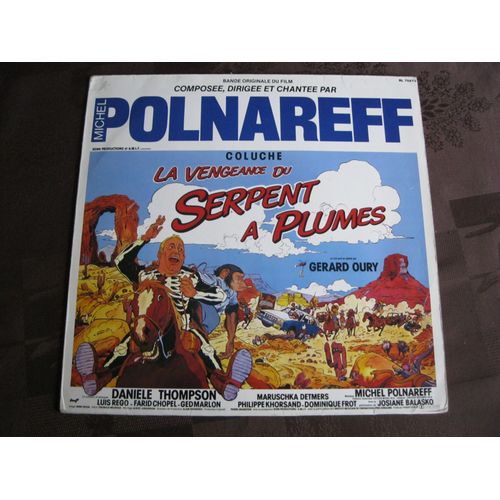 BANDE ORIGINALE DU FILM
COMPOSEE, DIRIGEE ET CHANTEE PAR
MICHEL
POLNAREFF
COLUCHE
LA VENGEANCE DU
SERPENT
A PLUMES
GERARD OURY
DANIELE THOMPSON
LUIS REGO - FARID CHOPEL - GED MARLON
MARUSCHKA DETMERS
PHILIPPE KHORSAND - DOMINIQUE FROT
MICHEL POLNAREFF
JOSIANE BALASKO